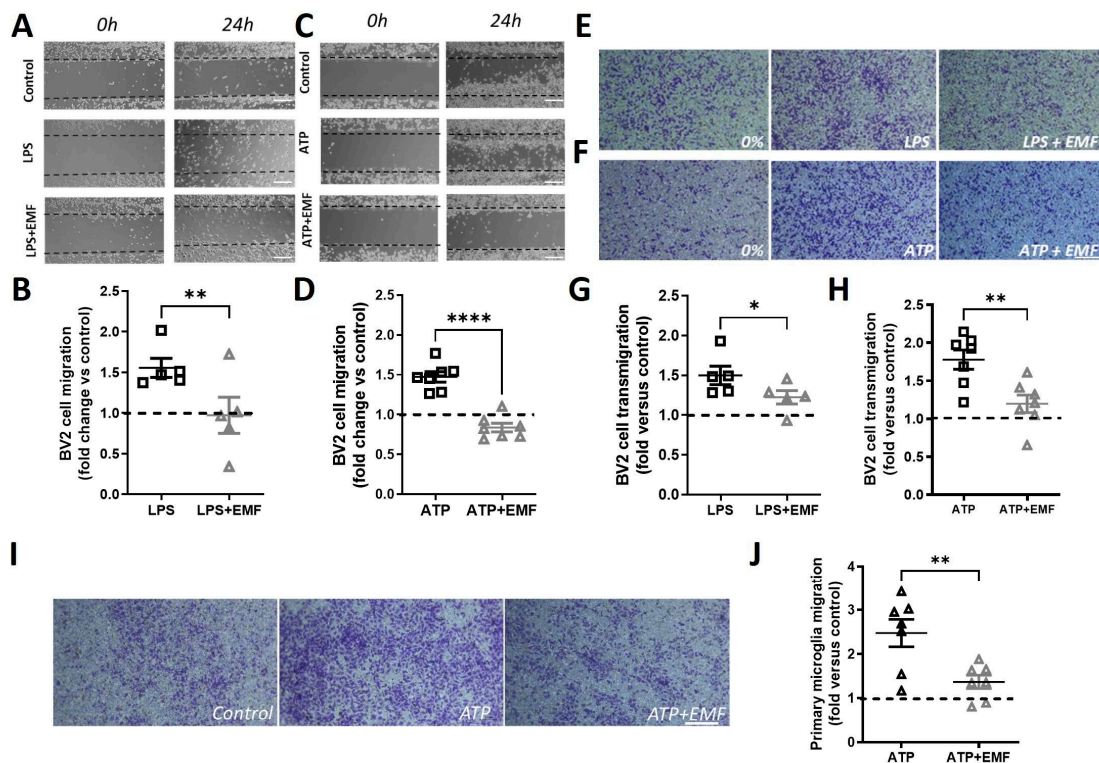 A
0h
24h
Control
LPS
LPS+EMF
C
0h
24h
Control
ATP
ATP+EMF
E
0%
LPS
LPS + EMF
F
0%
ATP
ATP + EMF
B
BV2 cell migration
(fold change vs control)
2.5
2.0
1.5
1.0
0.5
0.0
**
LPS
LPS+EMF
D
BV2 cell migration
(fold change vs control)
2.5
2.0
1.5
1.0
0.5
0.0
****
ATP
ATP+EMF
G
BV2 cell transmigration
(fold versus control)
2.5
2.0
1.5
1.0
0.5
0.0
*
LPS
LPS+EMF
H
BV2 cell transmigration
(fold versus control)
2.5
2.0
1.5
1.0
0.5
0.0
**
ATP
ATP+EMF
I
Control
ATP
ATP+EMF
J
Primary microglia migration
(fold versus control)
4
3
2
1
0
**
ATP
ATP+EMF